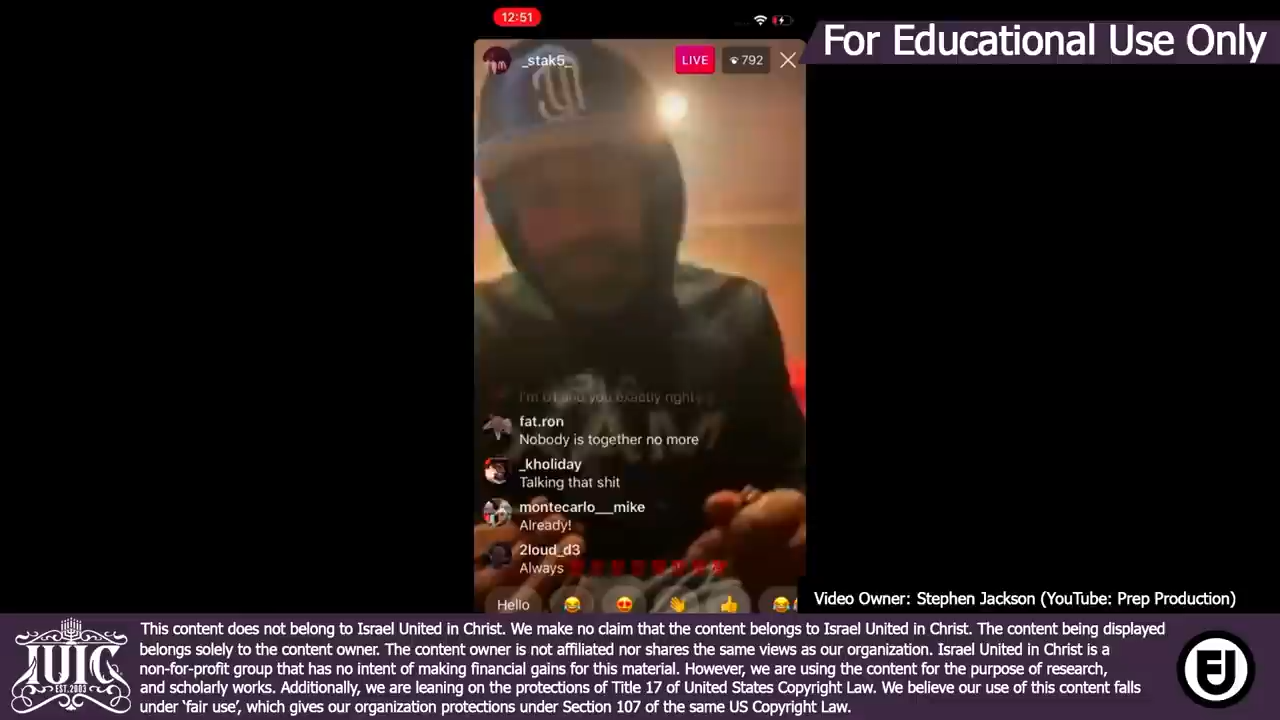 12:51
For Educational Use Only
_stak5_
LIVE
792
exactly right
fat.ron
Nobody is together no more
_kholiday
Talking that shit
montecarlo__mike
Already!
2loud_d3
Always
Hello
Video Owner: Stephen Jackson (YouTube: Prep Production)
This content does not belong to Israel United in Christ. We make no claim that the content belongs to Israel United in Christ. The content being displayed
belongs solely to the content owner. The content owner is not affiliated nor shares the same views as our organization. Israel United in Christ is a
non-for-profit group that has no intent of making financial gains for this material. However, we are using the content for the purpose of research,
and scholarly works. Additionally, we are leaning on the protections of Title 17 of United States Copyright Law. We believe our use of this content falls
under ‘fair use’, which gives our organization protections under Section 107 of the same US Copyright Law.
IUIC
EST.2003